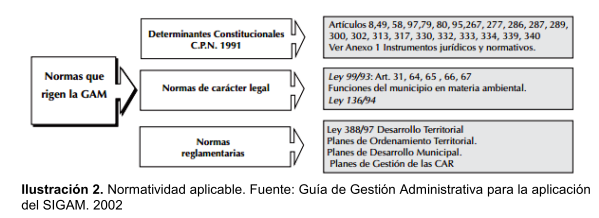 Normas que
rigen la GAM
Determinantes Constitucionales
C.P.N. 1991
Artículos 8,49, 58, 97,79, 80, 95,267, 277, 286, 287, 289,
300, 302, 313, 317, 330, 332, 333, 334, 339, 340
Ver Anexo 1 Instrumentos jurídicos y normativos.
Normas de carácter legal
Ley 99/93: Art. 31, 64, 65 , 66, 67
Funciones del municipio en materia ambiental.
Ley 136/94
Normas
reglamentarias
Ley 388/97 Desarrollo Territorial
Planes de Ordenamiento Territorial.
Planes de Desarrollo Municipal.
Planes de Gestión de las CAR
Ilustración 2. Normatividad aplicable. Fuente: Guía de Gestión Administrativa para la aplicación
del SIGAM. 2002